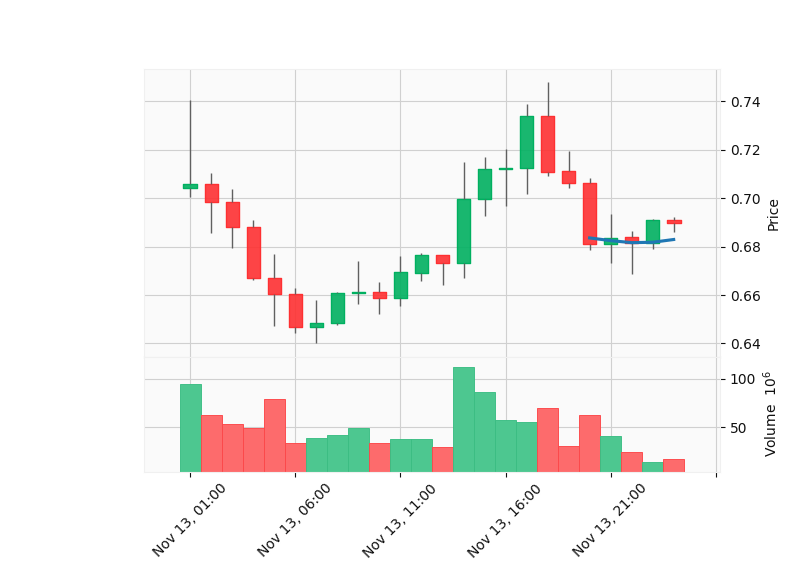 0.74
0.72
0.70
0.68
0.66
0.64
Price
100
50
Volume 10^6
Nov 13, 01:00
Nov 13, 06:00
Nov 13, 11:00
Nov 13, 16:00
Nov 13, 21:00